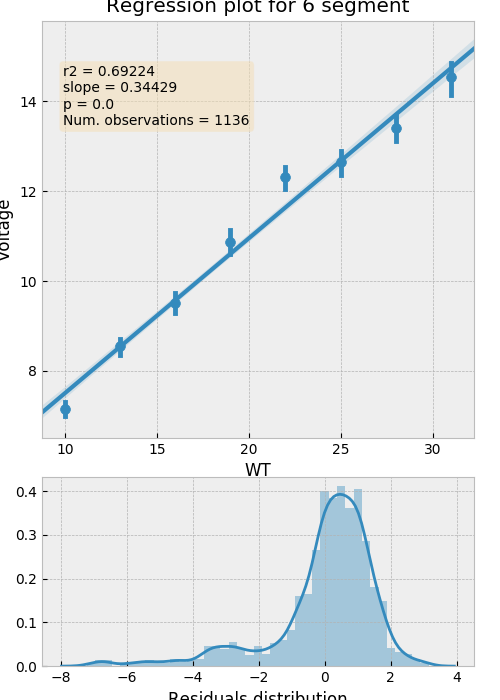 Regression plot for 6 segment
r2 = 0.69224
slope = 0.34429
p = 0.0
Num. observations = 1136
Voltage
14
12
10
8
10 15 20 25 30
WT
0.4
0.3
0.2
0.1
0.0
−8 −6 −4 −2 0 2 4
Residuals distribution